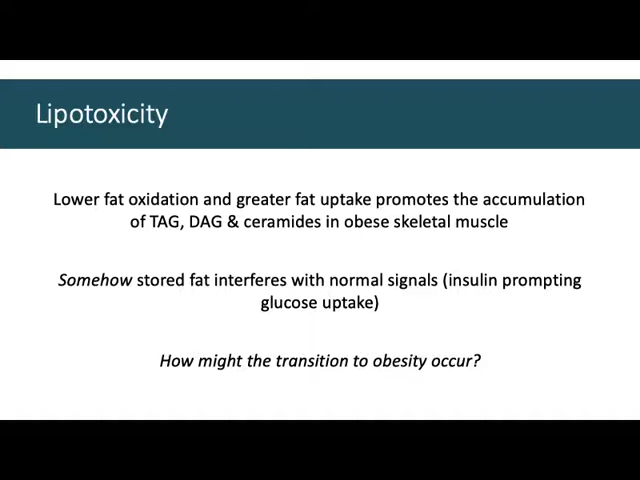 Lipotoxicity
Lower fat oxidation and greater fat uptake promotes the accumulation
of TAG, DAG & ceramides in obese skeletal muscle
Somehow stored fat interferes with normal signals (insulin prompting
glucose uptake)
How might the transition to obesity occur?